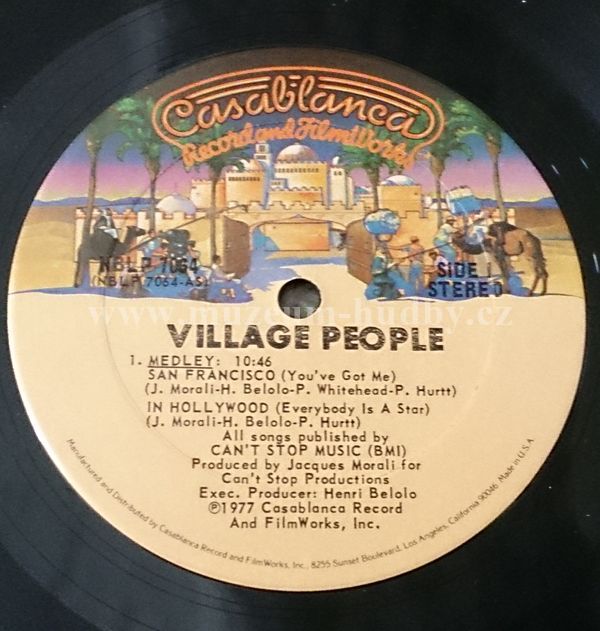 Casablanca
Record and FilmWorks
NBLP 7064
(NBLP 7064-AS)
SIDE 1
STEREO
www.muzeum-hudby.cz
VILLAGE PEOPLE
1. MEDLEY: 10:46
SAN FRANCISCO (You've Got Me)
(J. Morali-H. Belolo-P. Whitehead-P. Hurtt)
IN HOLLYWOOD (Everybody Is A Star)
(J. Morali-H. Belolo-P. Hurtt)
All songs published by
CAN'T STOP MUSIC (BMI)
Produced by Jacques Morali for
Can't Stop Productions
Exec. Producer: Henri Belolo
℗1977 Casablanca Record
And FilmWorks, Inc.
Manufactured and Distributed by Casablanca Record and FilmWorks, Inc., 8255 Sunset Boulevard, Los Angeles, California 90046 Made in U.S.A.